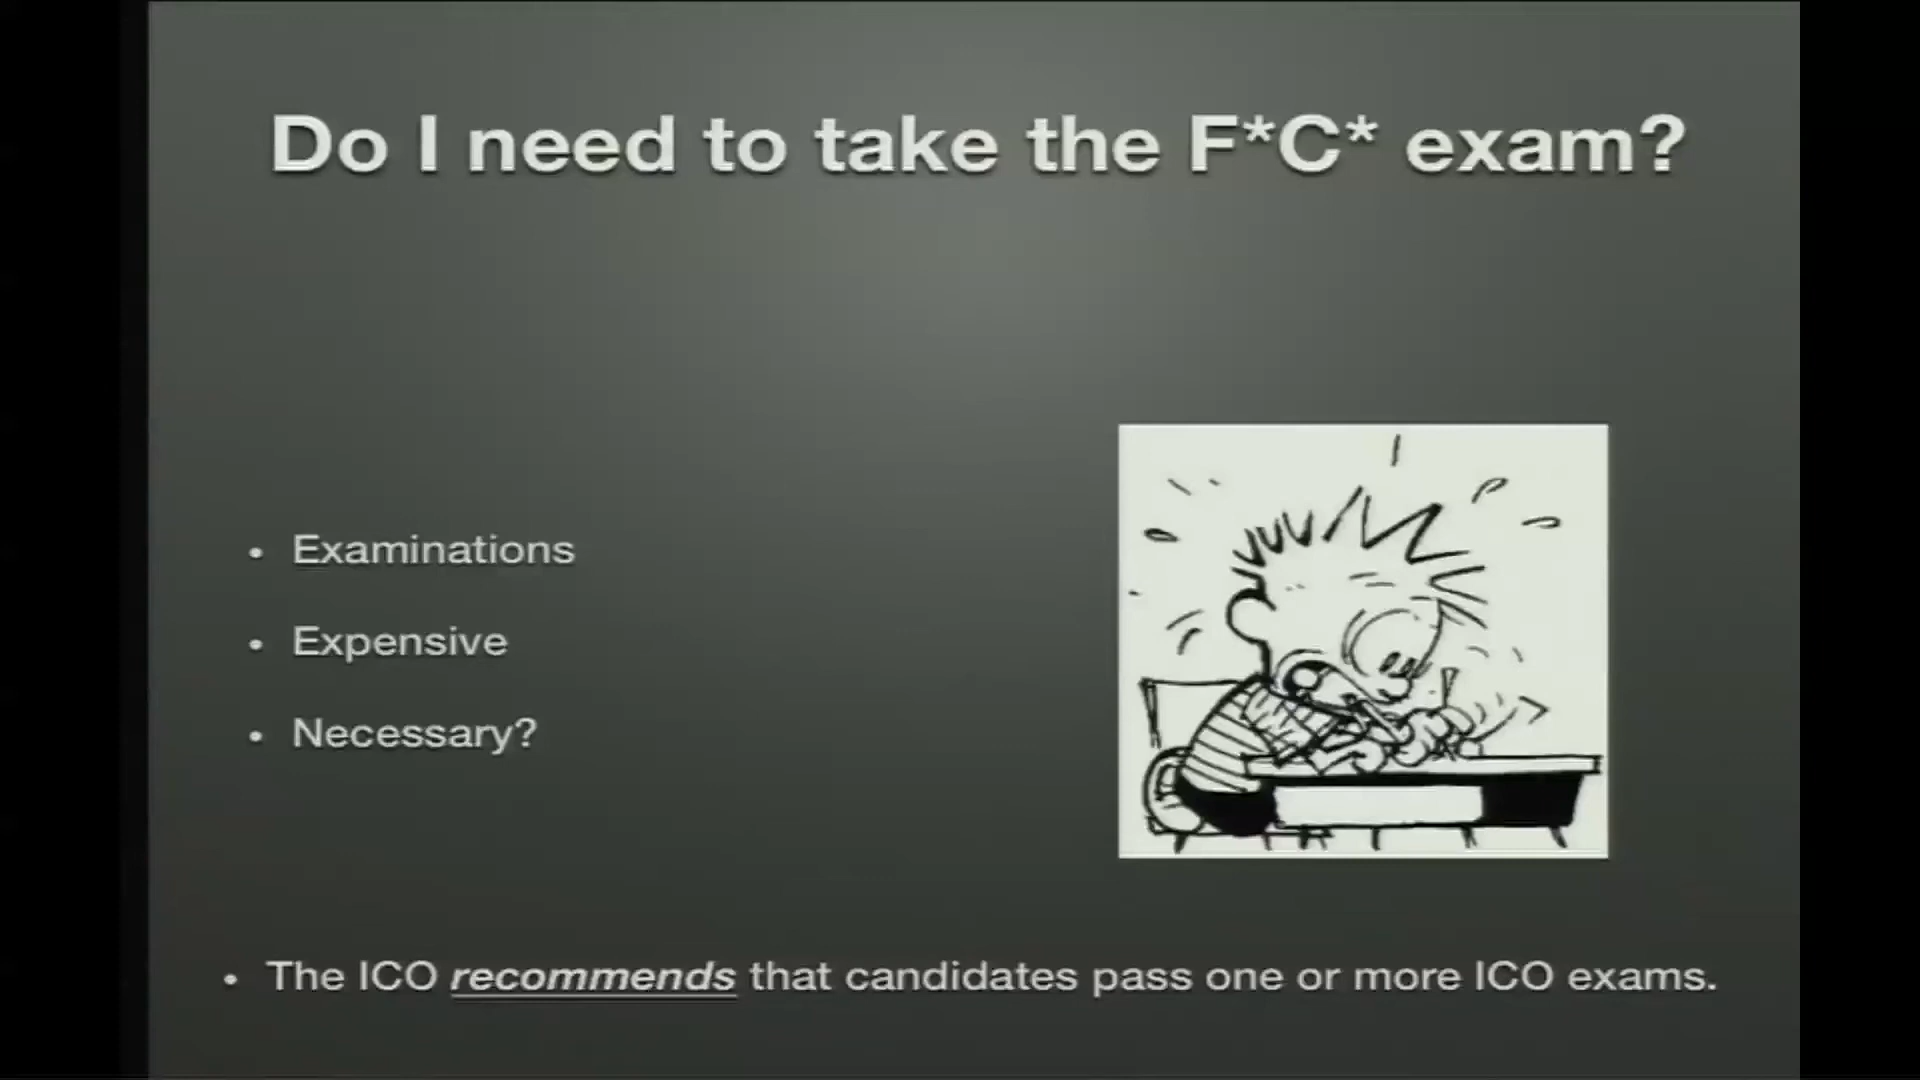 Do I need to take the F*C* exam?
• Examinations
• Expensive
• Necessary?
• The ICO recommends that candidates pass one or more ICO exams.